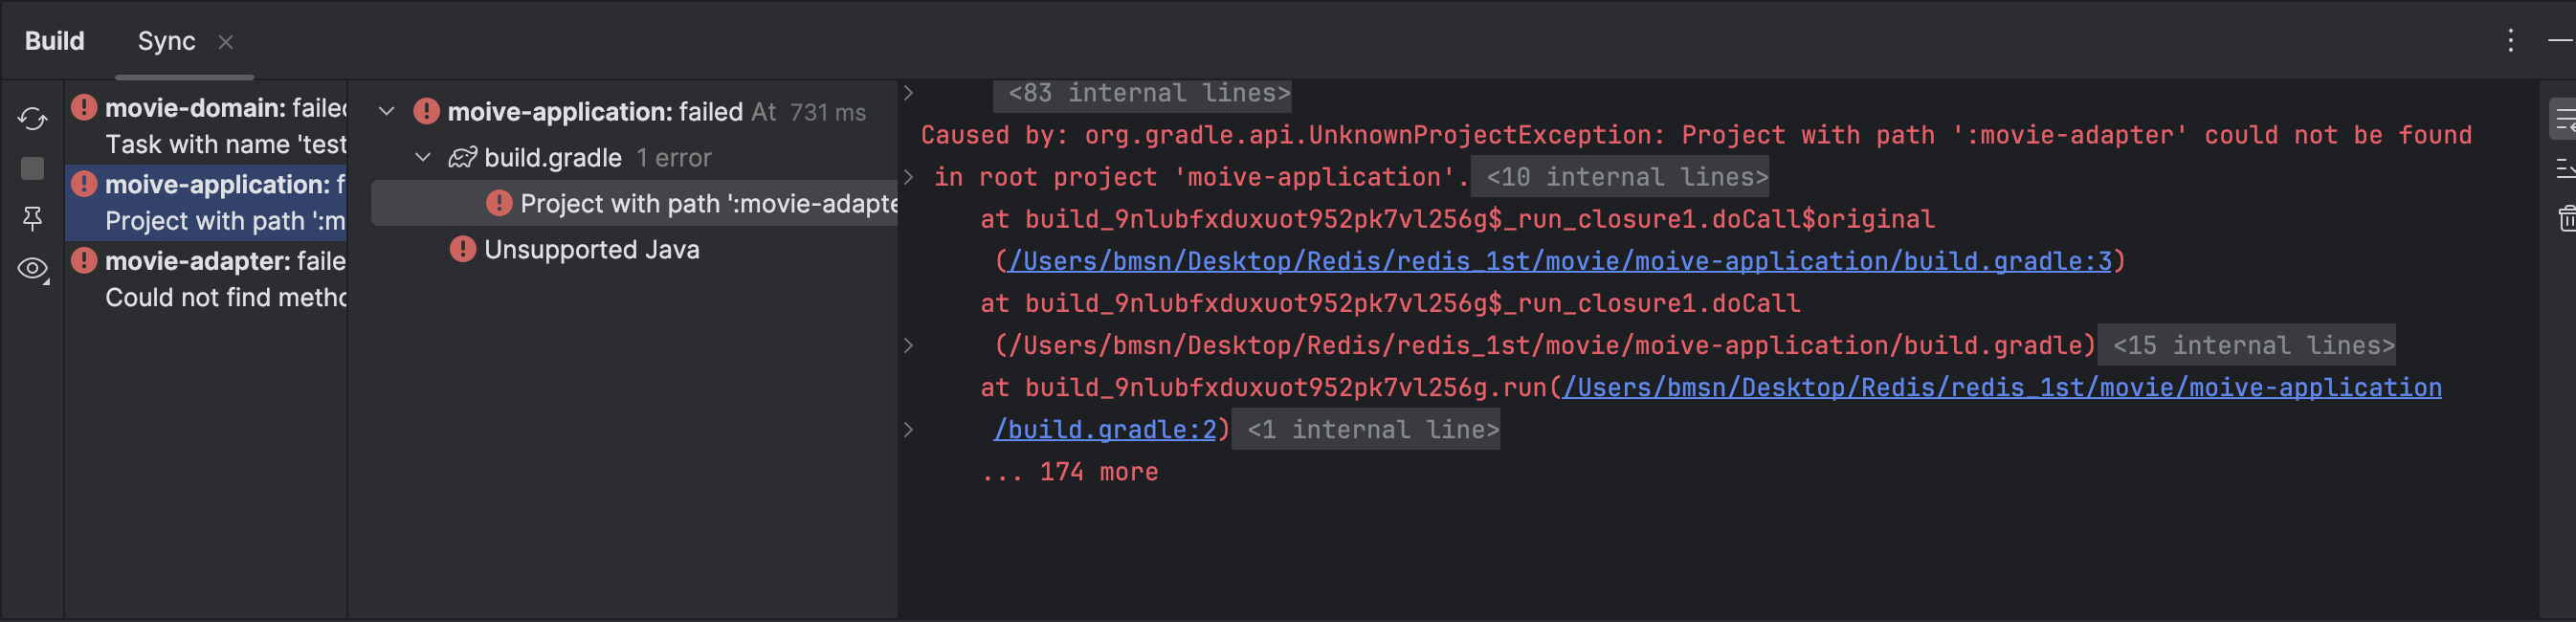 Build Sync
movie-domain: failed
Task with name 'test
moive-application: f
Project with path ':m
movie-adapter: faile
Could not find metho
moive-application: failed At 731 ms
build.gradle 1 error
Project with path ':movie-adapte
Unsupported Java
<83 internal lines>
Caused by: org.gradle.api.UnknownProjectException: Project with path ':movie-adapter' could not be found
in root project 'moive-application'. <10 internal lines>
at build_9nlubfxduxuot952pk7vl256g$_run_closure1.doCall$original
(/Users/bmsn/Desktop/Redis/redis_1st/movie/moive-application/build.gradle:3)
at build_9nlubfxduxuot952pk7vl256g$_run_closure1.doCall
(/Users/bmsn/Desktop/Redis/redis_1st/movie/moive-application/build.gradle) <15 internal lines>
at build_9nlubfxduxuot952pk7vl256g.run(/Users/bmsn/Desktop/Redis/redis_1st/movie/moive-application
/build.gradle:2) <1 internal line>
... 174 more